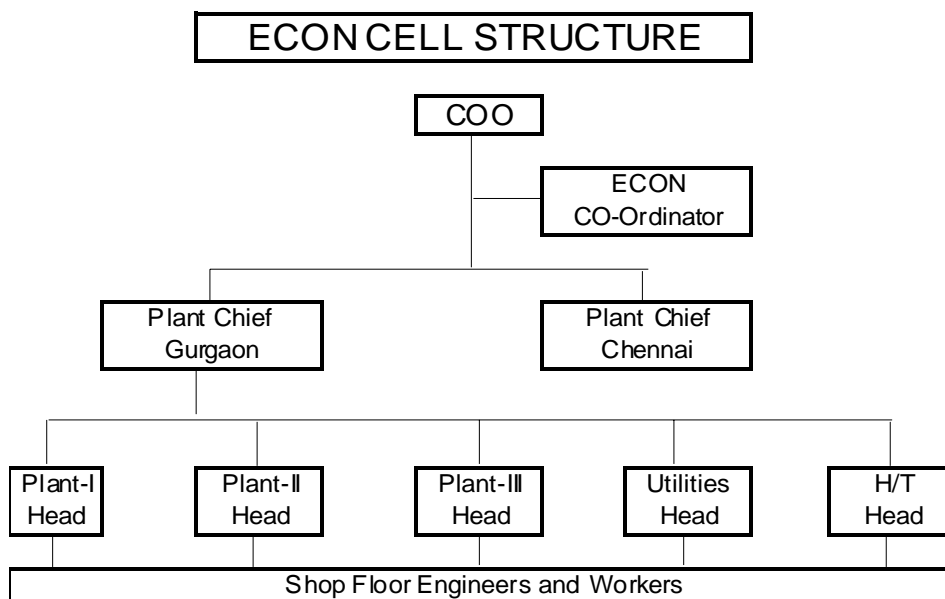 ECON CELL STRUCTURE
COO
ECON
CO-Ordinator
Plant Chief
Gurgaon
Plant Chief
Chennai
Plant-I
Head
Plant-II
Head
Plant-III
Head
Utilities
Head
H/T
Head
Shop Floor Engineers and Workers